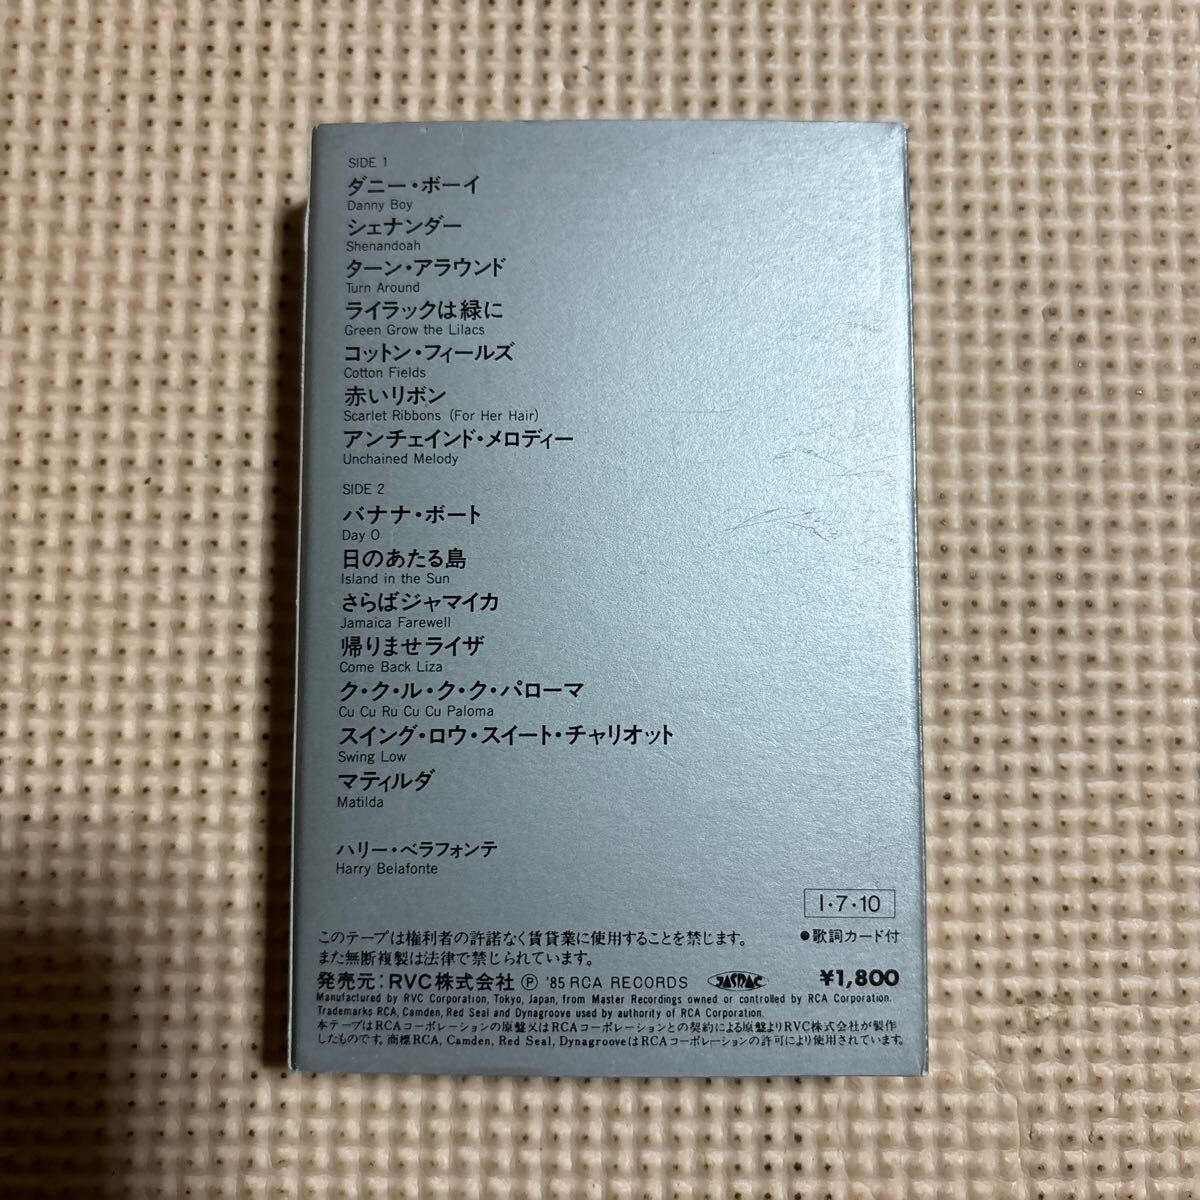 SIDE 1
ダニー・ボーイ
Danny Boy
シェナンダー
Shenandoah
ターン・アラウンド
Turn Around
ライラックは緑に
Green Grow the Lilacs
コットン・フィールズ
Cotton Fields
赤いリボン
Scarlet Ribbons (For Her Hair)
アンチェインド・メロディー
Unchained Melody
SIDE 2
バナナ・ボート
Day O
日のあたる島
Island in the Sun
さらばジャマイカ
Jamaica Farewell
帰りませライザ
Come Back Liza
ク・ク・ル・ク・ク・パローマ
Cu Cu Ru Cu Cu Paloma
スイング・ロウ・スイート・チャリオット
Swing Low
マティルダ
Matilda
ハリー・ベラフォンテ
Harry Belafonte
I・7・10
このテープは権利者の許諾なく賃貸業に使用することを禁じます。 ●歌詞カード付
また無断複製は法律で禁じられています。
発売元：RVC株式会社 Ⓟ '85 RCA RECORDS JASRAC ¥1,800
Manufactured by RVC Corporation, Tokyo, Japan, from Master Recordings owned or controlled by RCA Corporation.
Trademarks RCA, Camden, Red Seal and Dynagroove used by authority of RCA Corporation.
本テープはRCAコーポレーションの原盤又はRCAコーポレーションとの契約による原盤よりRVC株式会社が製作
したものです。商標RCA, Camden, Red Seal, DynagrooveはRCAコーポレーションの許可により使用されています。